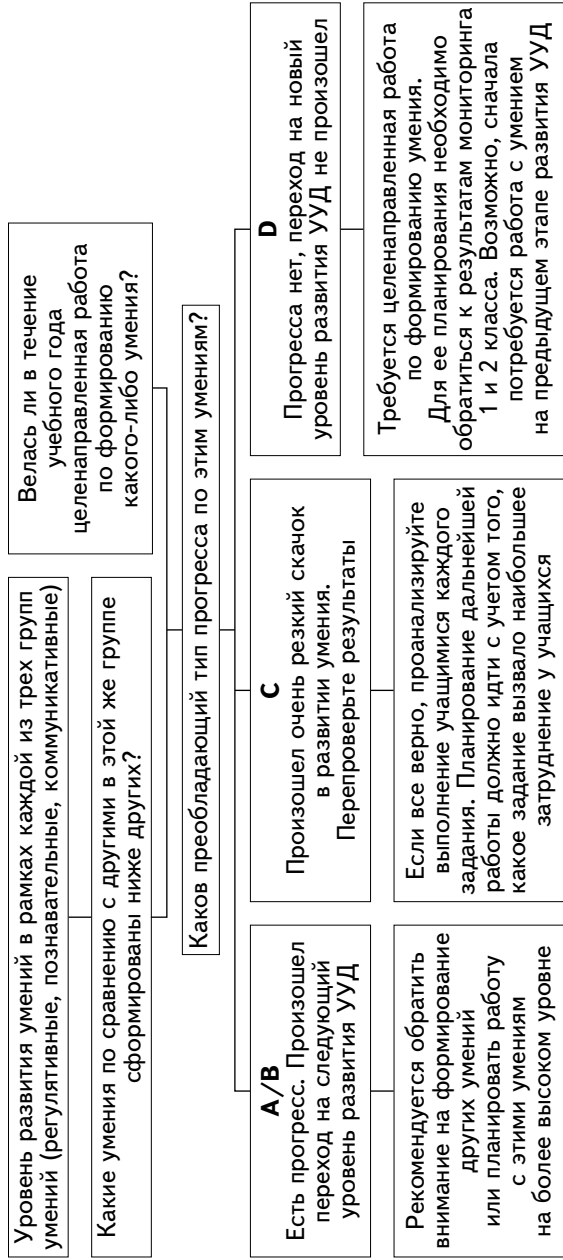 Уровень развития умений в рамках каждой из трех групп
умений (регулятивные, познавательные, коммуникативные)
Какие умения по сравнению с другими в этой же группе
сформированы ниже других?
Велась ли в течение
учебного года
целенаправленная работа
по формированию
какого-либо умения?
Каков преобладающий тип прогресса по этим умениям?
A/B
Есть прогресс. Произошел
переход на следующий
уровень развития УУД
Рекомендуется обратить
внимание на формирование
других умений
или планировать работу
с этими умениями
на более высоком уровне
C
Произошел очень резкий скачок
в развитии умения.
Перепроверьте результаты
Если все верно, проанализируйте
выполнение учащимися каждого
задания. Планирование дальнейшей
работы должно идти с учетом того,
какое задание вызвало наибольшее
затруднение у учащихся
D
Прогресса нет, переход на новый
уровень развития УУД не произошел
Требуется целенаправленная работа
по формированию умения.
Для ее планирования необходимо
обратиться к результатам мониторинга
1 и 2 класса. Возможно, сначала
потребуется работа с умением
на предыдущем этапе развития УУД